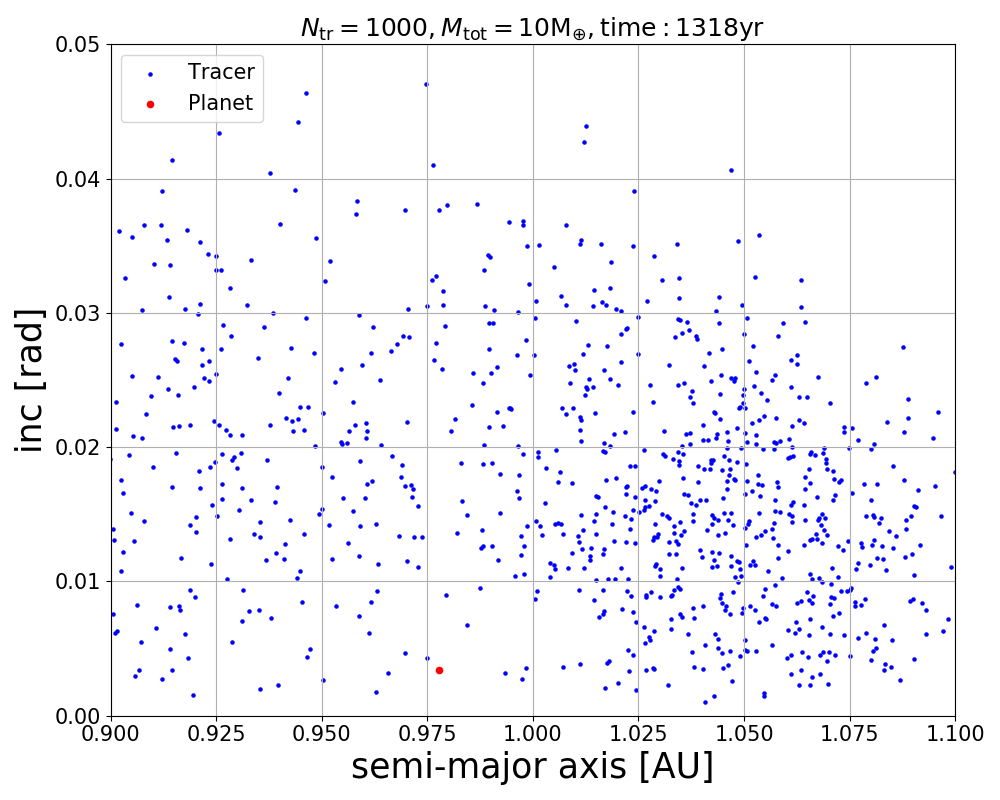 N_tr = 1000, M_tot = 10M_⊕, time : 1318yr
Tracer
Planet
0.05
0.04
0.03
0.02
0.01
0.00
inc [rad]
0.900 0.925 0.950 0.975 1.000 1.025 1.050 1.075 1.100
semi-major axis [AU]